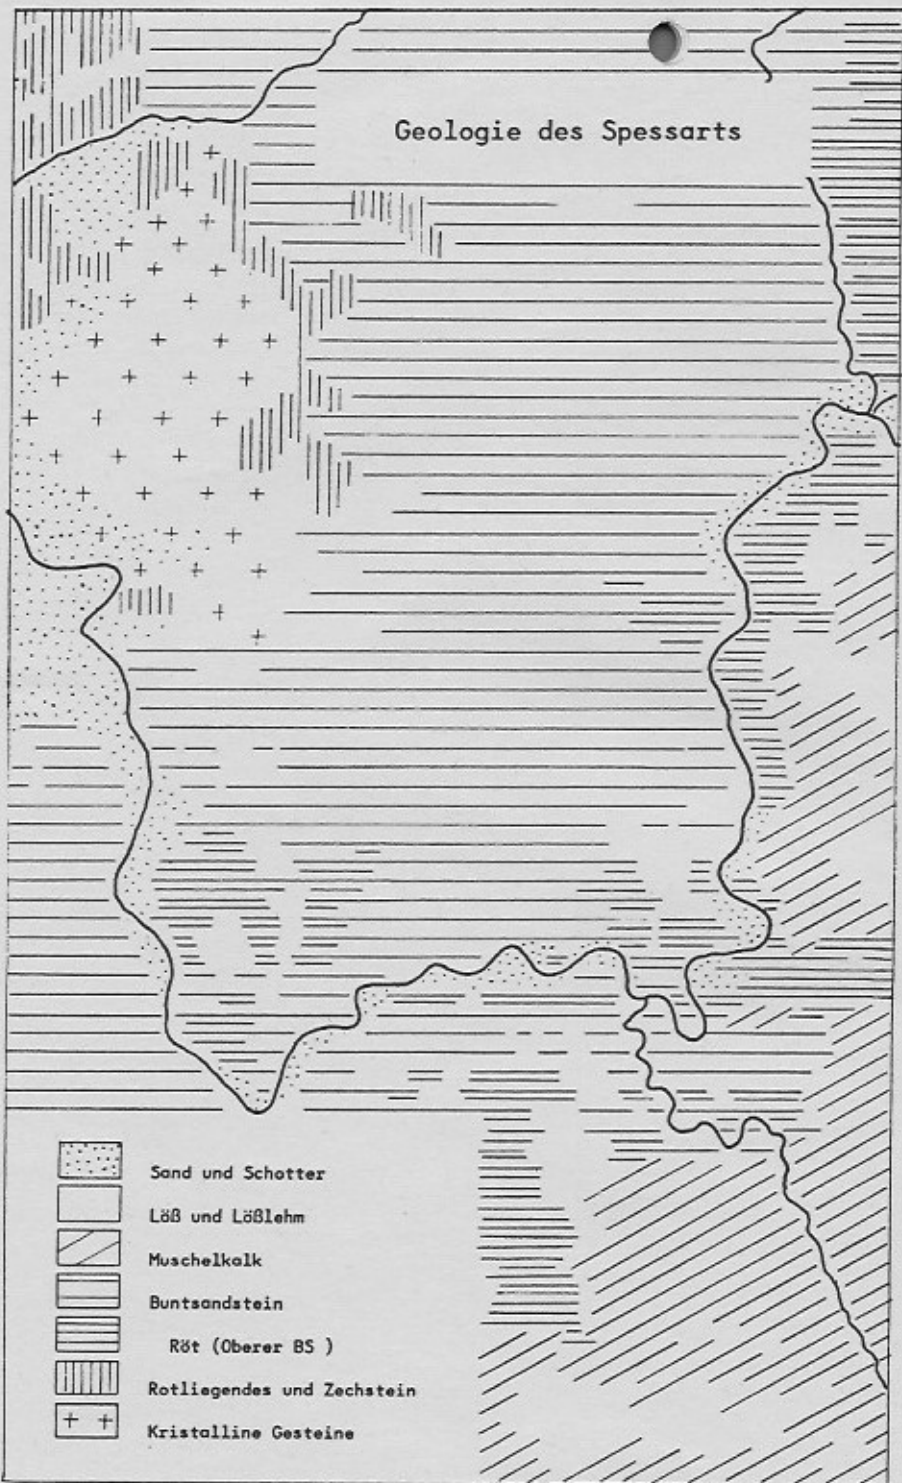 Geologie des Spessarts
Sand und Schotter
Löß und Lößlehm
Muschelkalk
Buntsandstein
Röt (Oberer BS )
Rotliegendes und Zechstein
Kristalline Gesteine